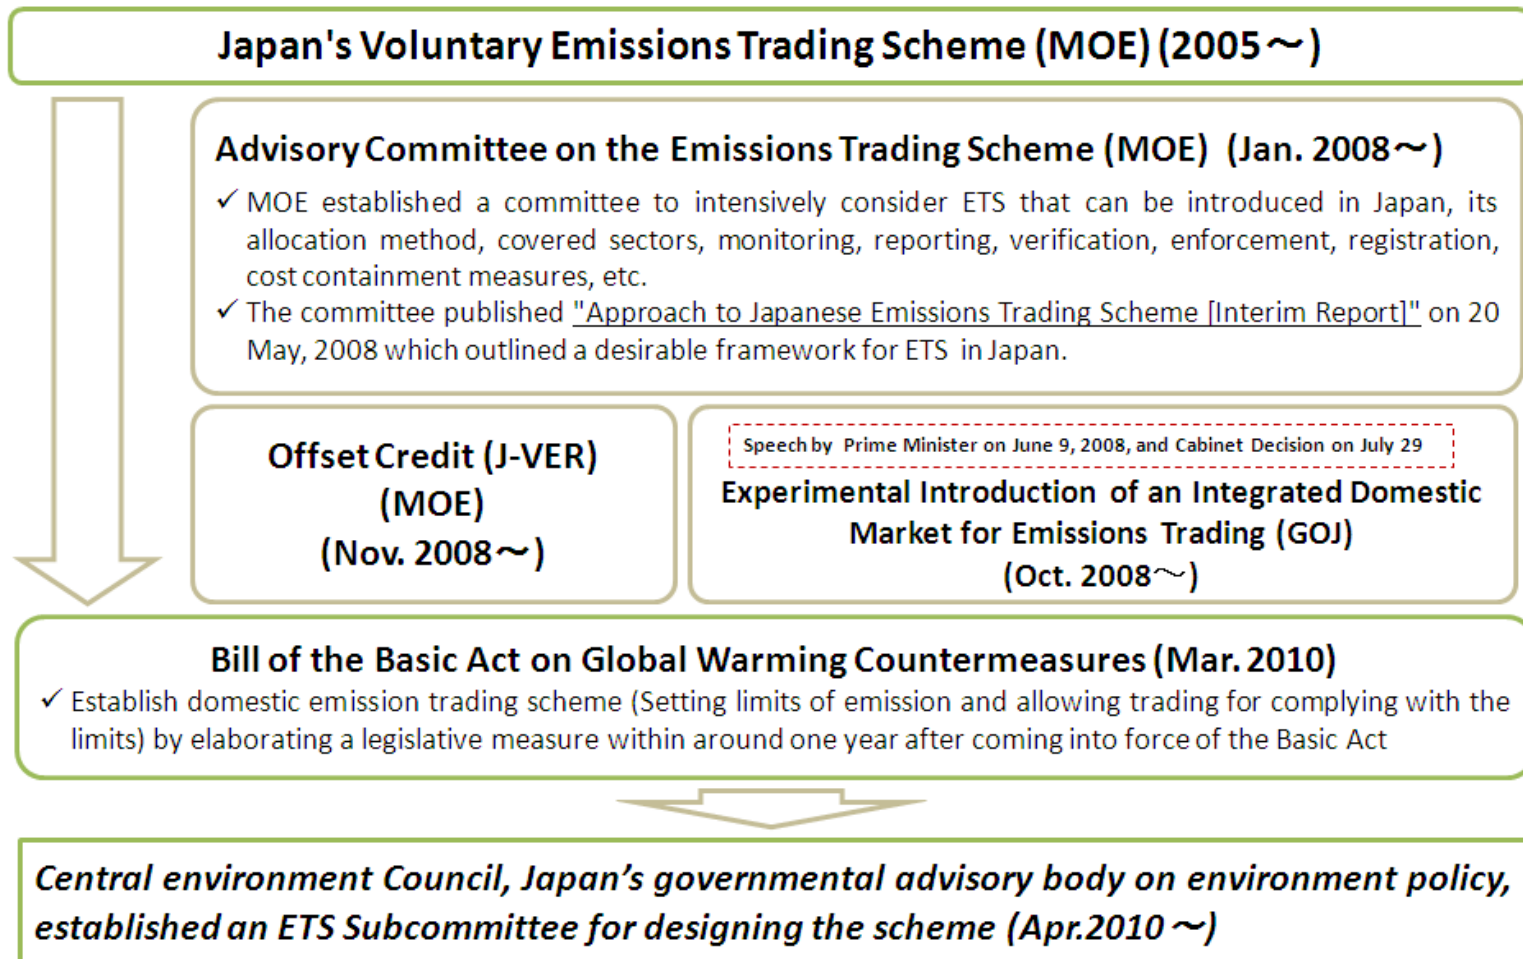 Japan's Voluntary Emissions Trading Scheme (MOE) (2005～)
Advisory Committee on the Emissions Trading Scheme (MOE) (Jan. 2008～)
✓ MOE established a committee to intensively consider ETS that can be introduced in Japan, its
allocation method, covered sectors, monitoring, reporting, verification, enforcement, registration,
cost containment measures, etc.
✓ The committee published "Approach to Japanese Emissions Trading Scheme [Interim Report]" on 20
May, 2008 which outlined a desirable framework for ETS in Japan.
Offset Credit (J-VER)
(MOE)
(Nov. 2008～)
Speech by Prime Minister on June 9, 2008, and Cabinet Decision on July 29
Experimental Introduction of an Integrated Domestic
Market for Emissions Trading (GOJ)
(Oct. 2008～)
Bill of the Basic Act on Global Warming Countermeasures (Mar. 2010)
✓ Establish domestic emission trading scheme (Setting limits of emission and allowing trading for complying with the
limits) by elaborating a legislative measure within around one year after coming into force of the Basic Act
Central environment Council, Japan’s governmental advisory body on environment policy,
established an ETS Subcommittee for designing the scheme (Apr.2010 ～)